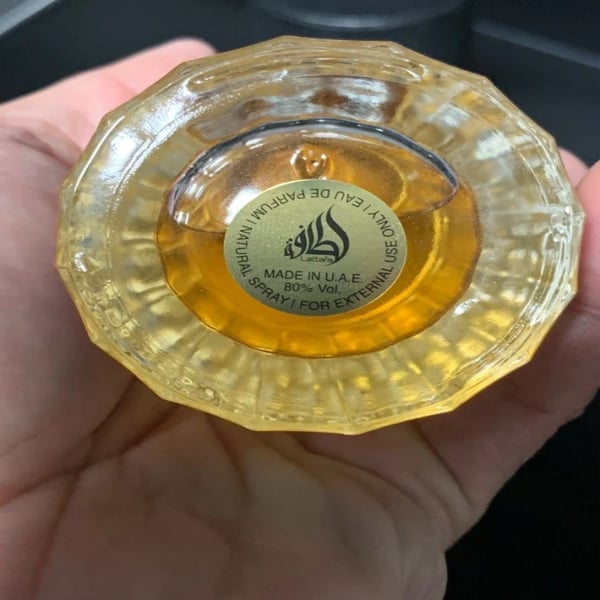 لطافة
Lattafa
MADE IN U.A.E.
80% Vol.
NATURAL SPRAY / FOR EXTERNAL USE ONLY / EAU DE PARFUM /